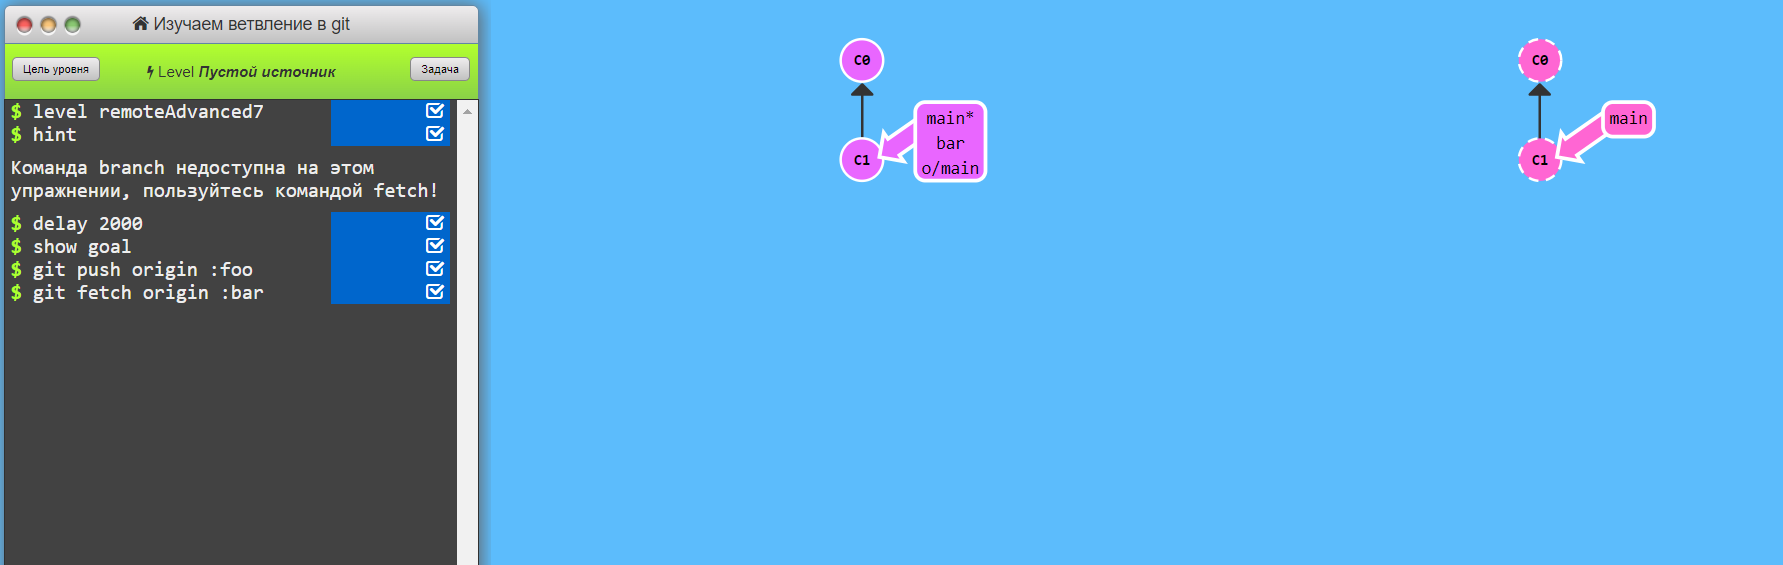 Изучаем ветвление в git
Цель уровня
Level Пустой источник
Задача
$ level remoteAdvanced7
$ hint
Команда branch недоступна на этом
упражнении, пользуйтесь командой fetch!
$ delay 2000
$ show goal
$ git push origin :foo
$ git fetch origin :bar
C0
C1
main*
bar
o/main
C0
C1
main